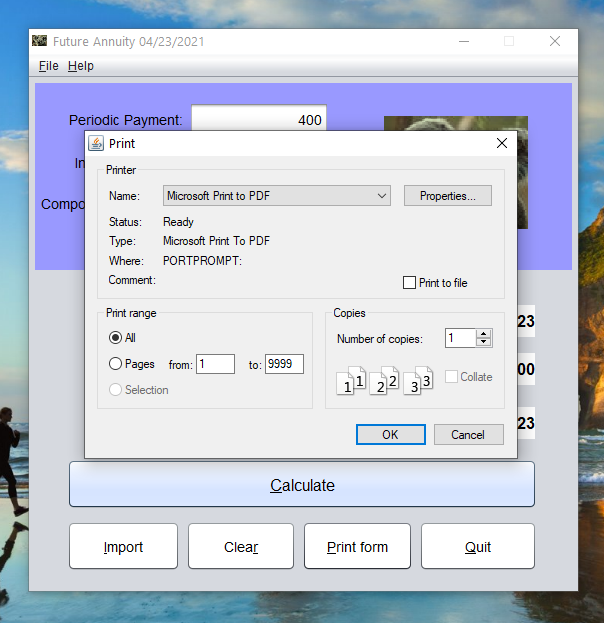 Future Annuity 04/23/2021
File Help
Periodic Payment: 400
Print
Printer
Name: Microsoft Print to PDF Properties...
Status: Ready
Type: Microsoft Print To PDF
Where: PORTPROMPT:
Comment:
Print to file
Print range
All
Pages from: 1 to: 9999
Selection
Copies
Number of copies: 1
1 1 2 2 3 3
Collate
OK Cancel
In
Compo
23
00
23
Calculate
Import Clear Print form Quit